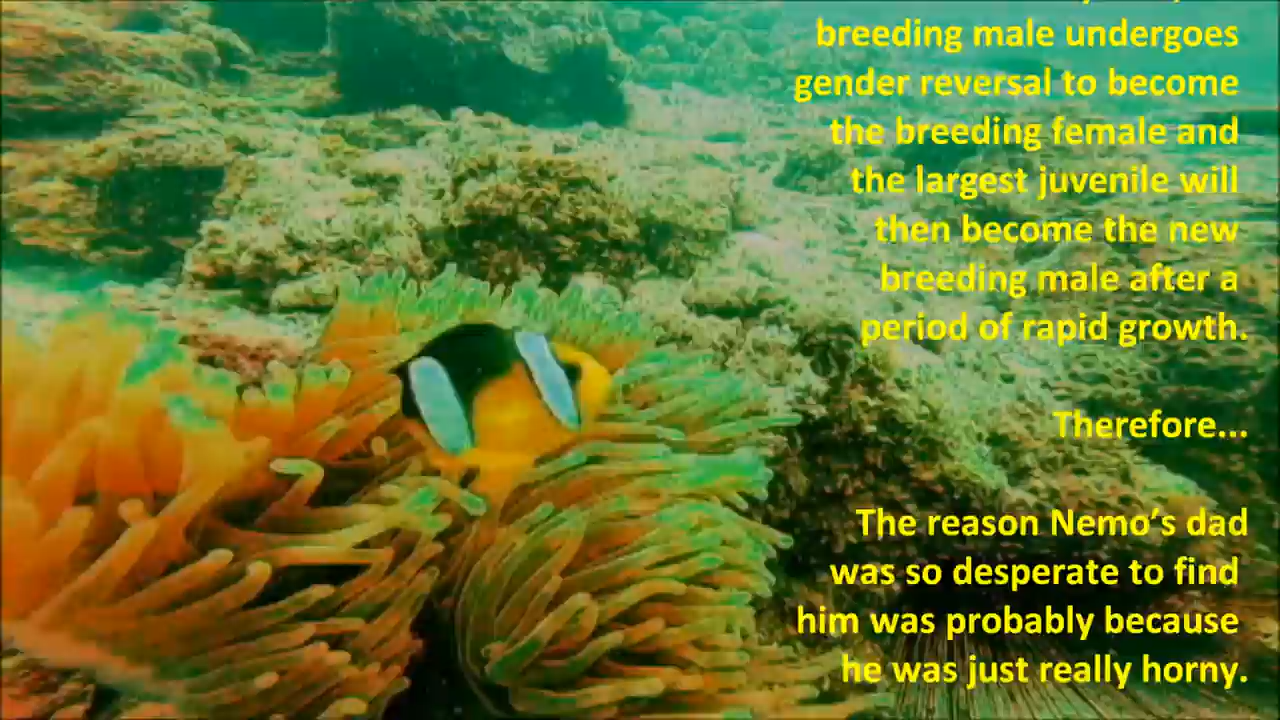 breeding male undergoes
gender reversal to become
the breeding female and
the largest juvenile will
then become the new
breeding male after a
period of rapid growth.
Therefore...
The reason Nemo’s dad
was so desperate to find
him was probably because
he was just really horny.